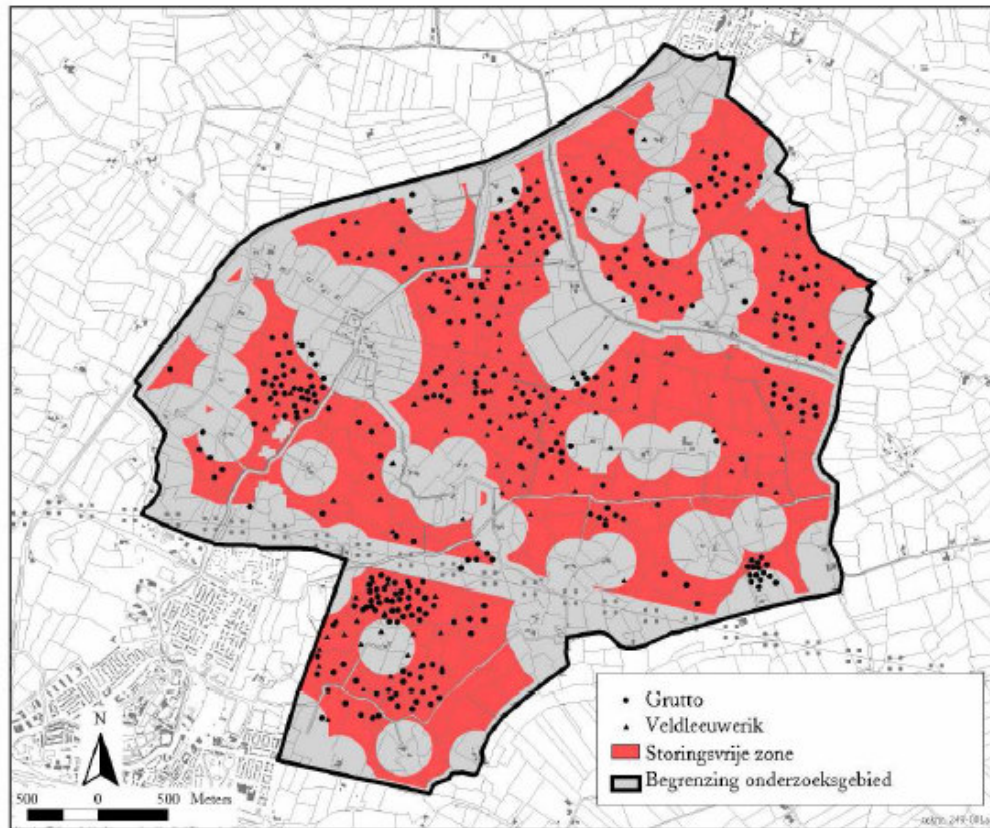 N
500 0 500 Meters
Grutto
Veldleeuwerik
Storingsvrije zone
Begrenzing onderzoeksgebied